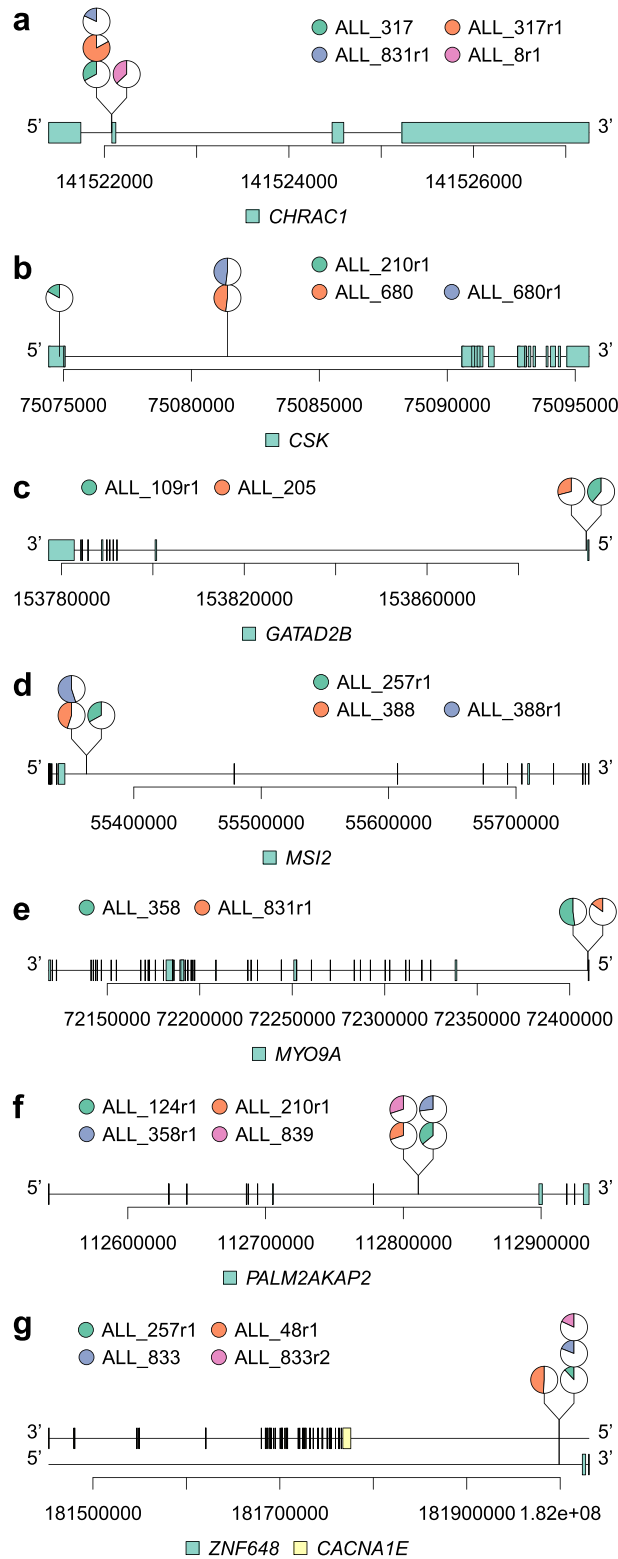 a
ALL_317 ALL_317r1
ALL_831r1 ALL_8r1
5’ 3’
141522000 141524000 141526000
CHRAC1
b
ALL_210r1
ALL_680 ALL_680r1
5’ 3’
75075000 75080000 75085000 75090000 75095000
CSK
c
ALL_109r1 ALL_205
3’ 5’
153780000 153820000 153860000
GATAD2B
d
ALL_257r1
ALL_388 ALL_388r1
5’ 3’
55400000 55500000 55600000 55700000
MSI2
e
ALL_358 ALL_831r1
3’ 5’
72150000 72200000 72250000 72300000 72350000 72400000
MYO9A
f
ALL_124r1 ALL_210r1
ALL_358r1 ALL_839
5’ 3’
112600000 112700000 112800000 112900000
PALM2AKAP2
g
ALL_257r1 ALL_48r1
ALL_833 ALL_833r2
3’ 5’
5’ 3’
181500000 181700000 181900000 1.82e+08
ZNF648 CACNA1E